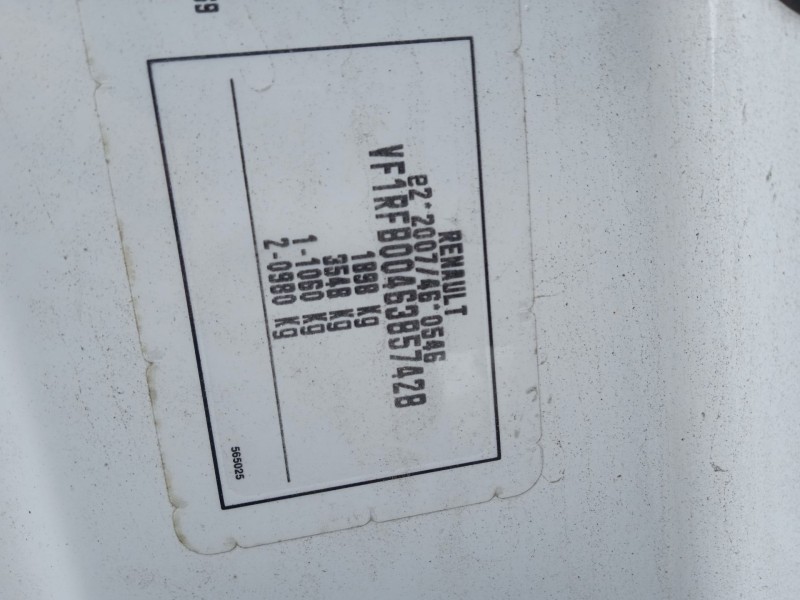 RENAULT
e2*2007/46*0546
VF1RFB00463857428
1898 Kg
3548 Kg
1-1060 Kg
2-0980 Kg
565025